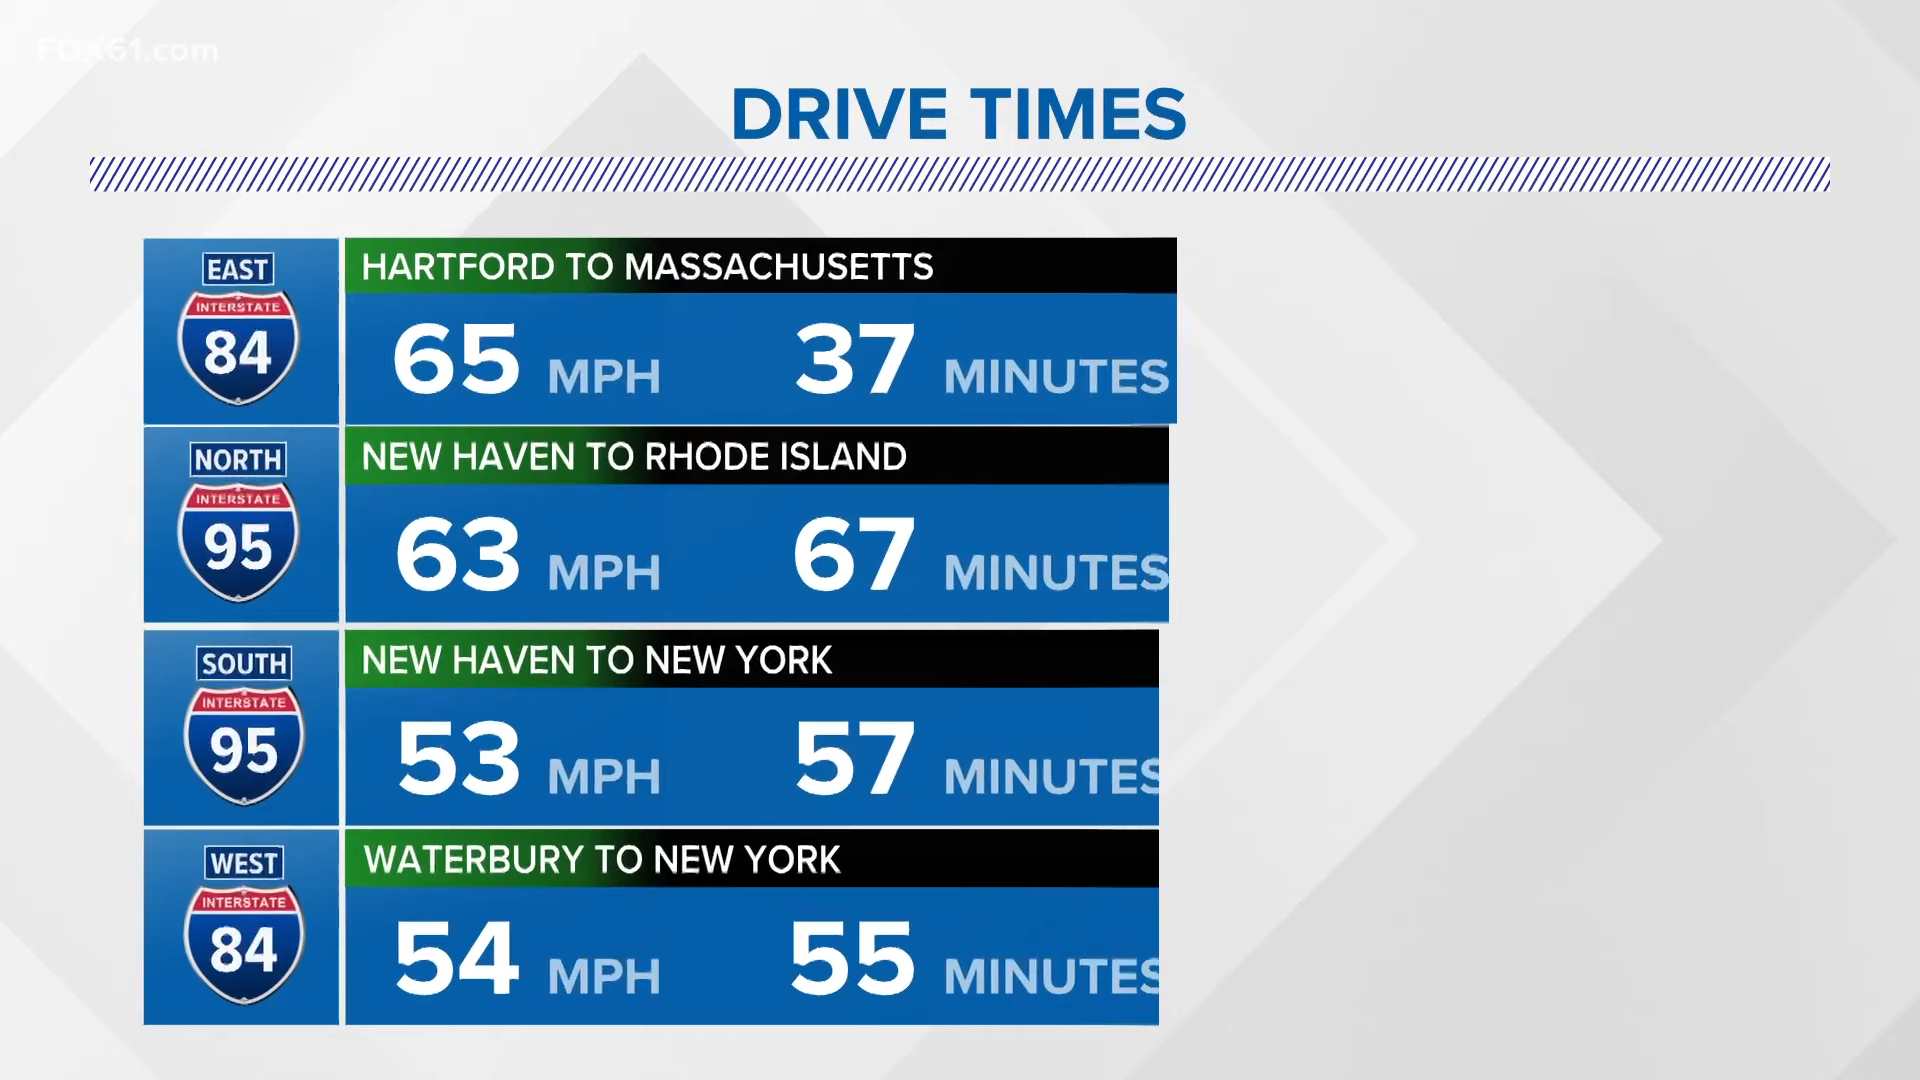 FOX61.com
DRIVE TIMES
EAST
INTERSTATE
84
HARTFORD TO MASSACHUSETTS
65 MPH 37 MINUTES
NORTH
INTERSTATE
95
NEW HAVEN TO RHODE ISLAND
63 MPH 67 MINUTES
SOUTH
INTERSTATE
95
NEW HAVEN TO NEW YORK
53 MPH 57 MINUTES
WEST
INTERSTATE
84
WATERBURY TO NEW YORK
54 MPH 55 MINUTES